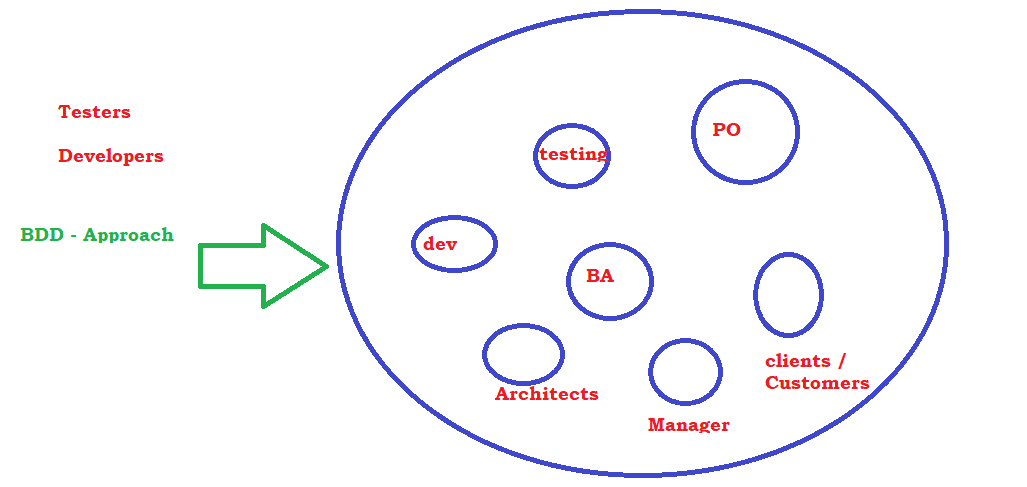 Testers
Developers
BDD - Approach
PO
testing
dev
BA
clients /
Customers
Architects
Manager